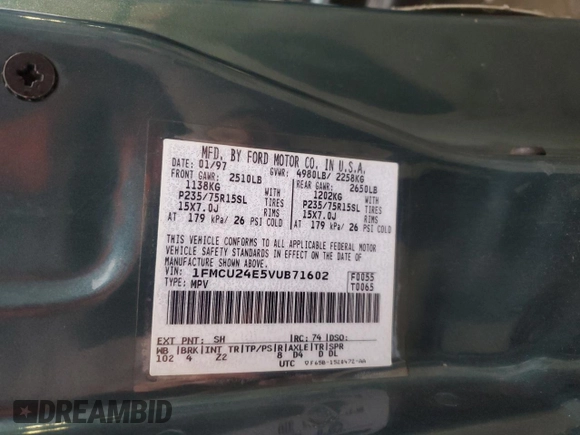 MFD. BY FORD MOTOR CO. IN U.S.A.
DATE: 01/97 GVWR: 4980LB/ 2258KG
FRONT GAWR: 2510LB REAR GAWR: 2650LB
1138KG WITH 1202KG WITH
P235/75R15SL TIRES P235/75R15SL TIRES
15X7.0J RIMS 15X7.0J RIMS
AT 179 kPa/ 26 PSI COLD AT 179 kPa/ 26 PSI COLD
THIS VEHICLE CONFORMS TO ALL APPLICABLE FEDERAL MOTOR
VEHICLE SAFETY STANDARDS IN EFFECT ON THE DATE OF
MANUFACTURE SHOWN ABOVE.
VIN: 1FMCU24E5VUB71602 F0055
TYPE: MPV T0065
EXT PNT: SH RC: 74 DSO:
MB BRK INT TR TP/PS R AXLE TR SPR
102 4 Z2 8 D4 D DL
UTC
DREAMBID